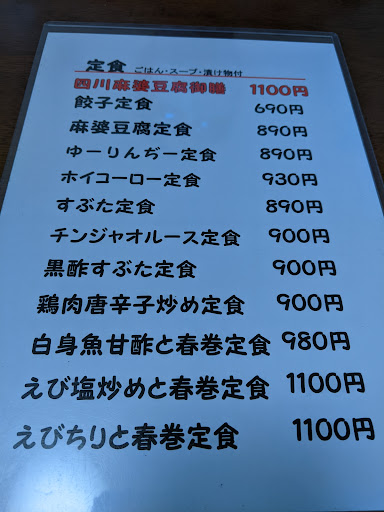 定食 ごはん・スープ・漬け物付
四川麻婆豆腐御膳 1100円
餃子定食 690円
麻婆豆腐定食 890円
ゆーりんぢー定食 890円
ホイコーロー定食 930円
すぶた定食 890円
チンジャオルース定食 900円
黒酢すぶた定食 900円
鶏肉唐辛子炒め定食 900円
白身魚甘酢と春巻定食 980円
えび塩炒めと春巻定食 1100円
えびちりと春巻定食 1100円